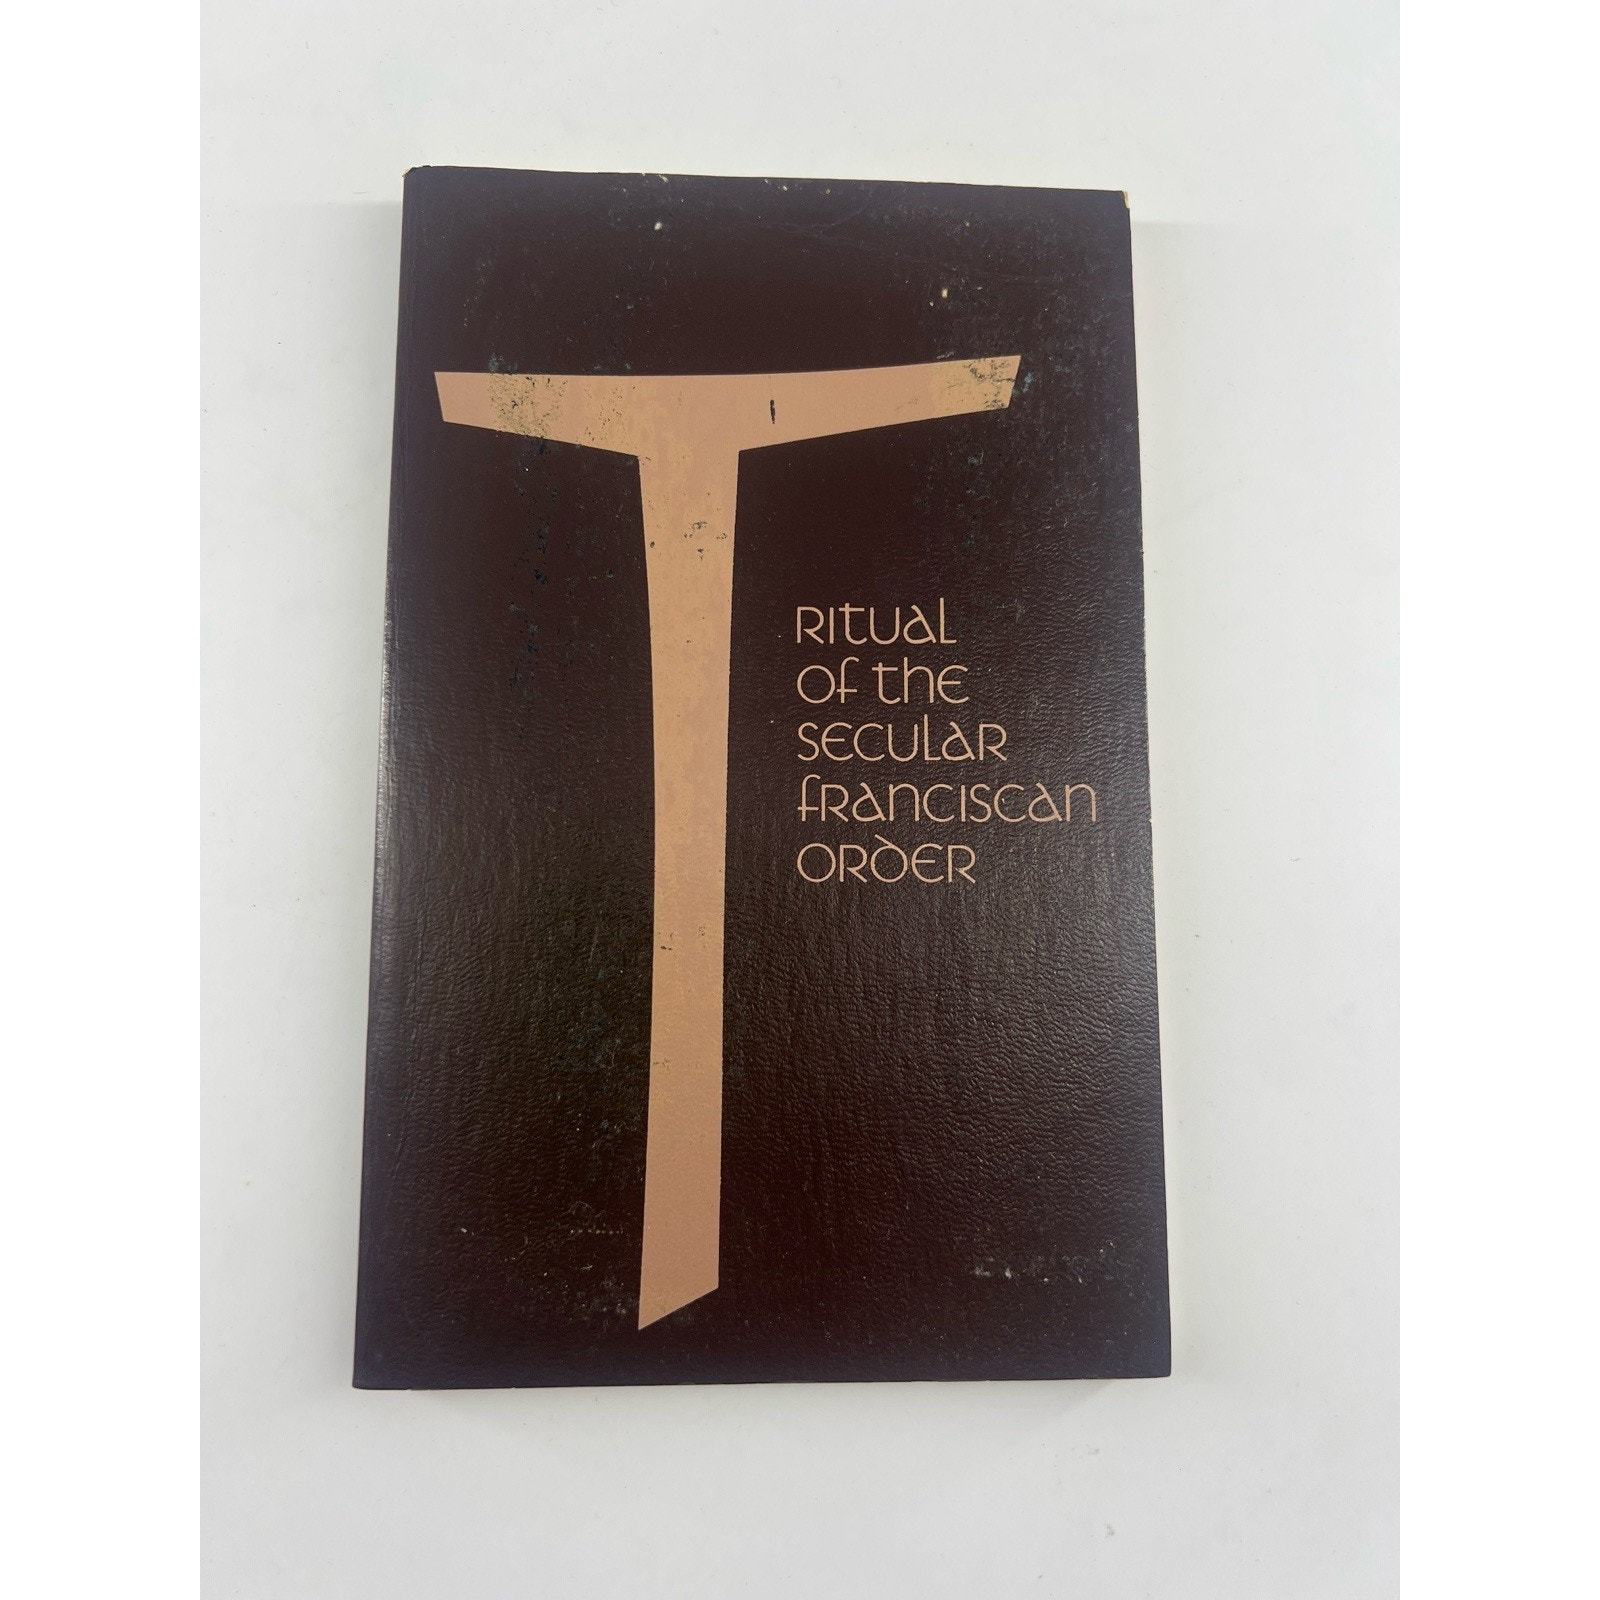 RITUAL
Of the
SECULAR
fRANCISCAN
ORDER